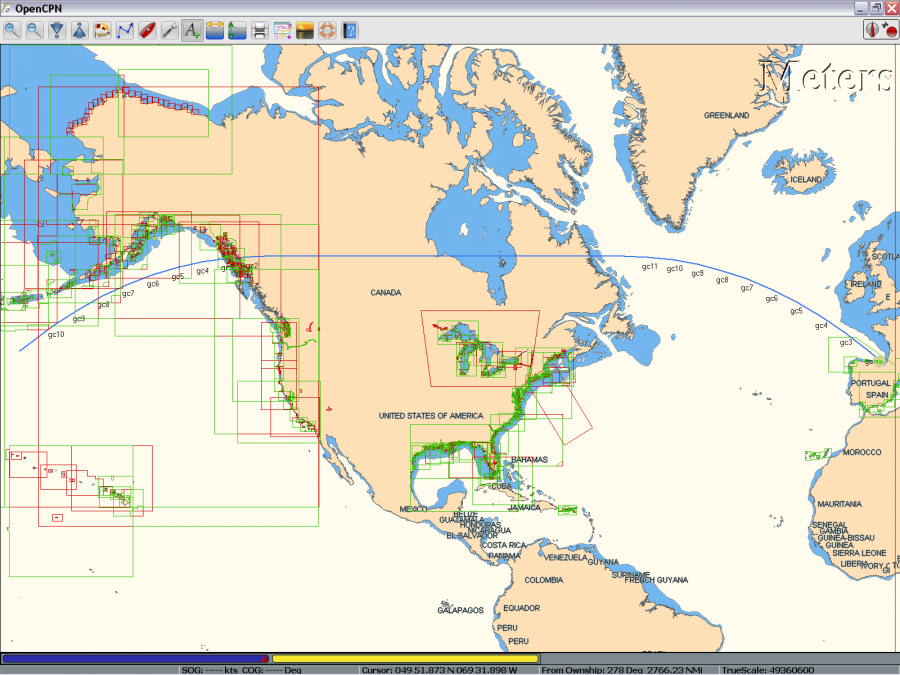 OpenCPN
Meters
GREENLAND
ICELAND
SCOTLA
IRELAND
E
gc2
gc4
gc5
gc6
gc7
gc8
gc9
gc10
gc11
gc10
gc9
gc8
gc7
gc6
gc5
gc4
gc3
CANADA
UNITED STATES OF AMERICA
PORTUGAL
SPAIN
MOROCCO
BAHAMAS
CUBA
MEXICO
JAMAICA
BELIZE
GUATAMALA
HONDURAS
NICARAGUA
EL SALVADOR
COSTA RICA
PANAMA
VENEZUELA
GUYANA
SURINAME
FRENCH GUYANA
COLOMBIA
MAURITANIA
SENEGAL
GAMBIA
GUINEA-BISSAU
GUINEA
SIERRA LEONE
LIBERIA
IVORY C
GALAPAGOS
EQUADOR
PERU
PERU
SOG: ----- kts COG: ----- Deg
Cursor: 049 51.873 N 069 31.898 W
From Ownship: 278 Deg 2766.23 NMi
TrueScale: 49360600